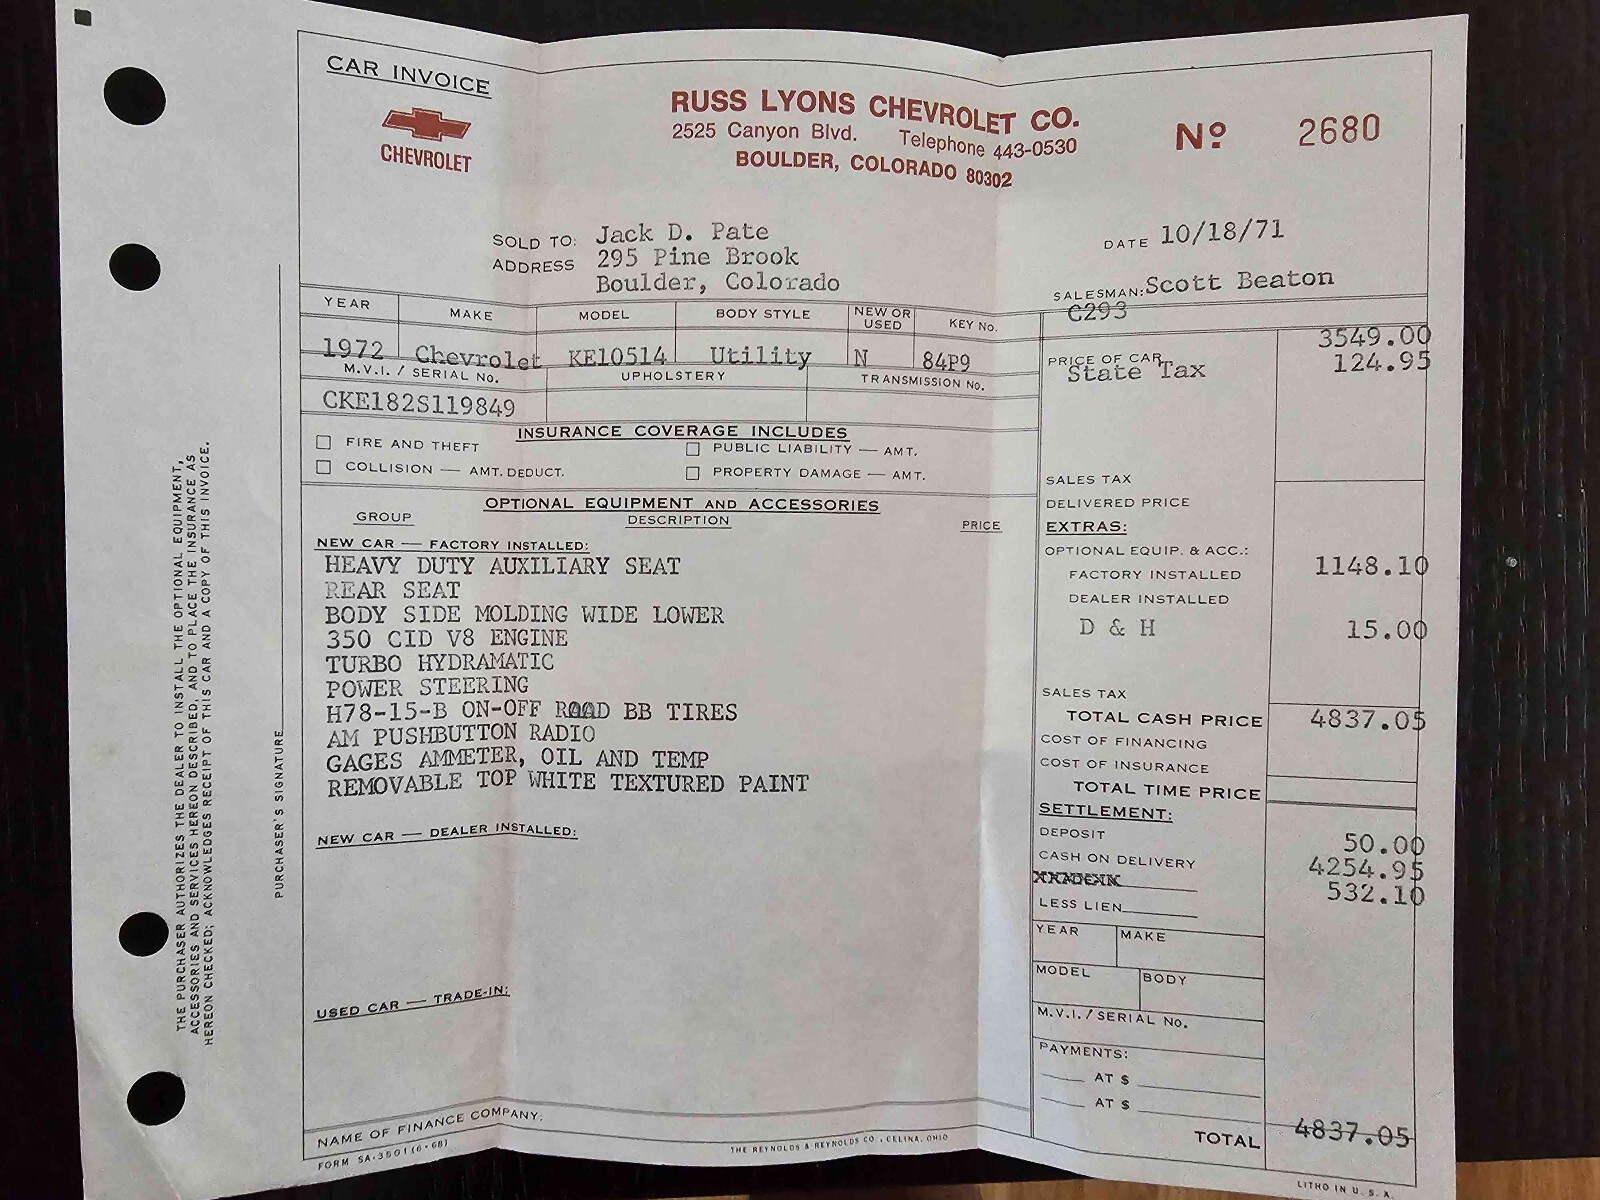 CAR INVOICE
CHEVROLET
RUSS LYONS CHEVROLET CO.
2525 Canyon Blvd. Telephone 443-0530
BOULDER, COLORADO 80302
Nº 2680
SOLD TO: Jack D. Pate
ADDRESS 295 Pine Brook
Boulder, Colorado
DATE 10/18/71
SALESMAN: Scott Beaton
C293
YEAR MAKE MODEL BODY STYLE NEW OR USED KEY No.
1972 Chevrolet KE10514 Utility N 84P9
M.V.I. / SERIAL No. UPHOLSTERY TRANSMISSION No.
CKE182S119849
INSURANCE COVERAGE INCLUDES
FIRE AND THEFT PUBLIC LIABILITY — AMT.
COLLISION — AMT. DEDUCT. PROPERTY DAMAGE — AMT.
OPTIONAL EQUIPMENT AND ACCESSORIES
GROUP DESCRIPTION PRICE
NEW CAR — FACTORY INSTALLED:
HEAVY DUTY AUXILIARY SEAT
REAR SEAT
BODY SIDE MOLDING WIDE LOWER
350 CID V8 ENGINE
TURBO HYDRAMATIC
POWER STEERING
H78-15-B ON-OFF ROAD BB TIRES
AM PUSHBUTTON RADIO
GAGES AMMETER, OIL AND TEMP
REMOVABLE TOP WHITE TEXTURED PAINT
NEW CAR — DEALER INSTALLED:
USED CAR — TRADE-IN:
NAME OF FINANCE COMPANY:
FORM SA-3501 (6-68)
THE REYNOLDS & REYNOLDS CO., CELINA, OHIO
PRICE OF CAR 3549.00
State Tax 124.95
SALES TAX
DELIVERED PRICE
EXTRAS:
OPTIONAL EQUIP. & ACC.:
FACTORY INSTALLED 1148.10
DEALER INSTALLED
D & H 15.00
SALES TAX
TOTAL CASH PRICE 4837.05
COST OF FINANCING
COST OF INSURANCE
TOTAL TIME PRICE
SETTLEMENT:
DEPOSIT 50.00
CASH ON DELIVERY 4254.95
532.10
LESS LIEN
YEAR MAKE
MODEL BODY
M.V.I. / SERIAL No.
PAYMENTS:
AT $
AT $
TOTAL 4837.05
LITHO IN U. S. A.
THE PURCHASER AUTHORIZES THE DEALER TO INSTALL THE OPTIONAL EQUIPMENT,
ACCESSORIES AND SERVICES HEREON DESCRIBED, AND TO PLACE THE INSURANCE AS
HEREON CHECKED; ACKNOWLEDGES RECEIPT OF THIS CAR AND A COPY OF THIS INVOICE.
PURCHASER'S SIGNATURE